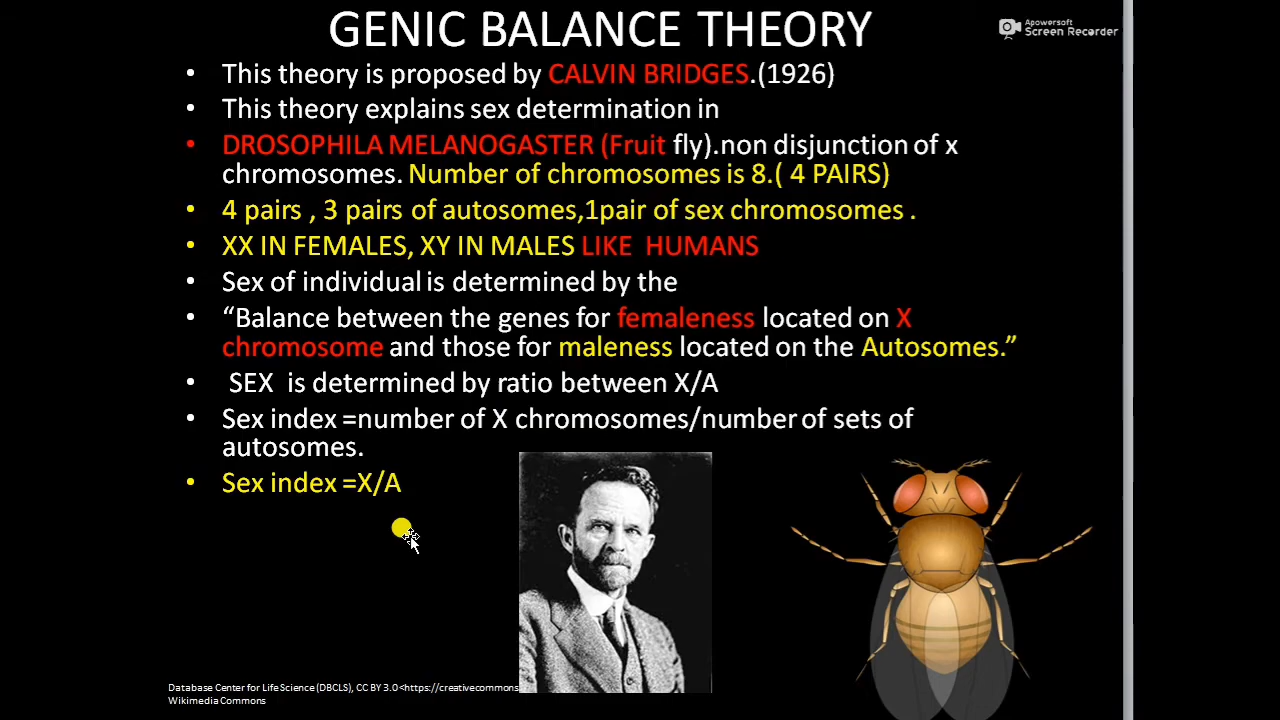 GENIC BALANCE THEORY
Apowersoft
Screen Recorder
• This theory is proposed by CALVIN BRIDGES.(1926)
• This theory explains sex determination in
• DROSOPHILA MELANOGASTER (Fruit fly).non disjunction of x
chromosomes. Number of chromosomes is 8.( 4 PAIRS)
• 4 pairs , 3 pairs of autosomes,1pair of sex chromosomes .
• XX IN FEMALES, XY IN MALES LIKE HUMANS
• Sex of individual is determined by the
• “Balance between the genes for femaleness located on X
chromosome and those for maleness located on the Autosomes.”
• SEX is determined by ratio between X/A
• Sex index =number of X chromosomes/number of sets of
autosomes.
• Sex index =X/A
Database Center for Life Science (DBCLS), CC BY 3.0 <https://creativecommons
Wikimedia Commons